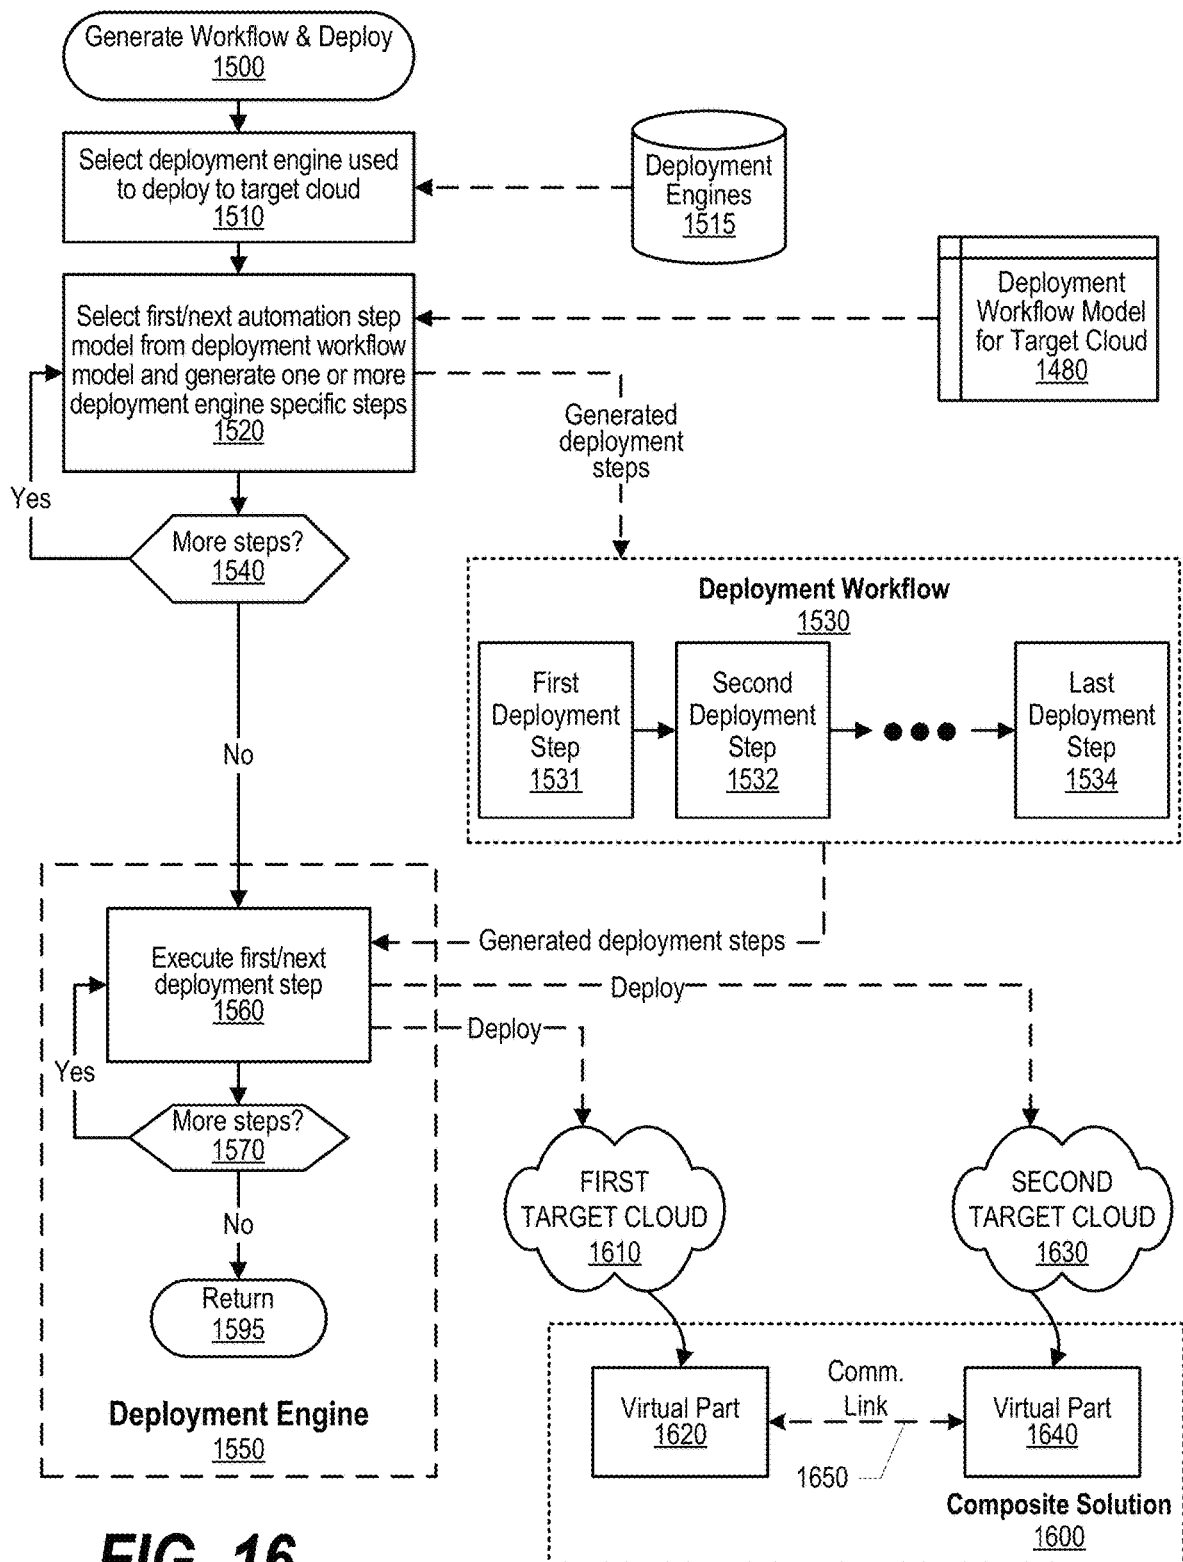 Generate Workflow & Deploy
1500
Select deployment engine used
to deploy to target cloud
1510
Deployment
Engines
1515
Deployment
Workflow Model
for Target Cloud
1480
Select first/next automation step
model from deployment workflow
model and generate one or more
deployment engine specific steps
1520
Generated
deployment
steps
Yes
More steps?
1540
No
Deployment Workflow
1530
First
Deployment
Step
1531
Second
Deployment
Step
1532
Last
Deployment
Step
1534
Generated deployment steps
Execute first/next
deployment step
1560
Deploy
Deploy
Yes
More steps?
1570
No
Return
1595
Deployment Engine
1550
FIRST
TARGET CLOUD
1610
SECOND
TARGET CLOUD
1630
Virtual Part
1620
Comm.
Link
1650
Virtual Part
1640
Composite Solution
1600
FIG. 16